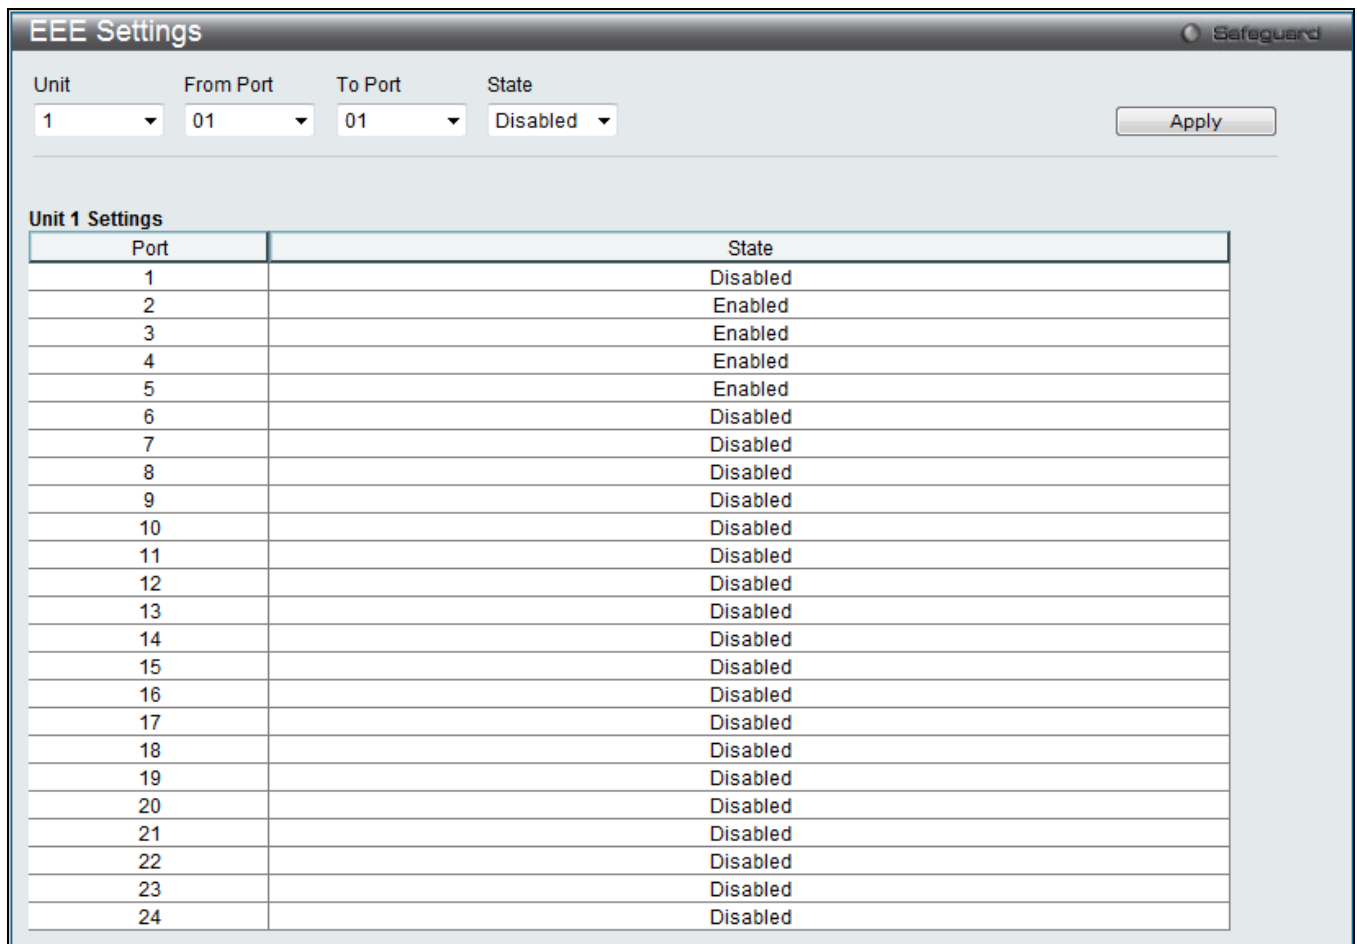 EEE Settings
Safeguard
Unit From Port To Port State
1 01 01 Disabled Apply
Unit 1 Settings
Port State
1 Disabled
2 Enabled
3 Enabled
4 Enabled
5 Enabled
6 Disabled
7 Disabled
8 Disabled
9 Disabled
10 Disabled
11 Disabled
12 Disabled
13 Disabled
14 Disabled
15 Disabled
16 Disabled
17 Disabled
18 Disabled
19 Disabled
20 Disabled
21 Disabled
22 Disabled
23 Disabled
24 Disabled